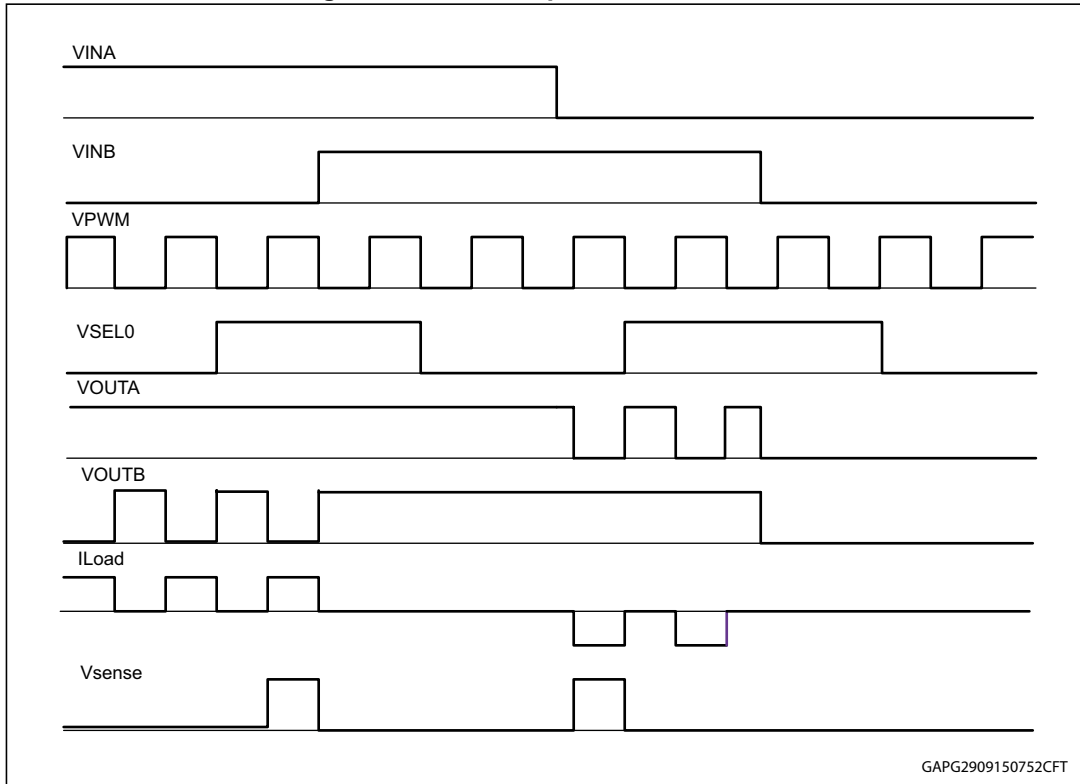 VINA
VINB
VPWM
VSEL0
VOUTA
VOUTB
ILoad
Vsense
GAPG2909150752CFT